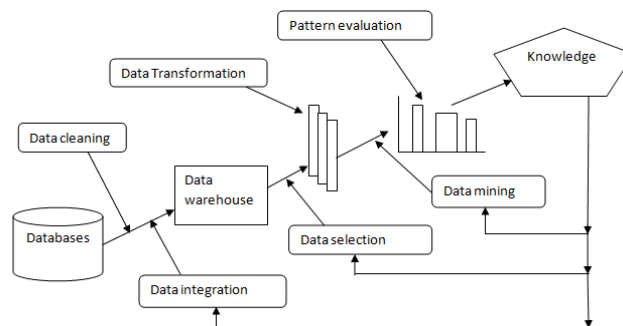 Pattern evaluation
Knowledge
Data Transformation
Data cleaning
Data
warehouse
Data mining
Databases
Data selection
Data integration